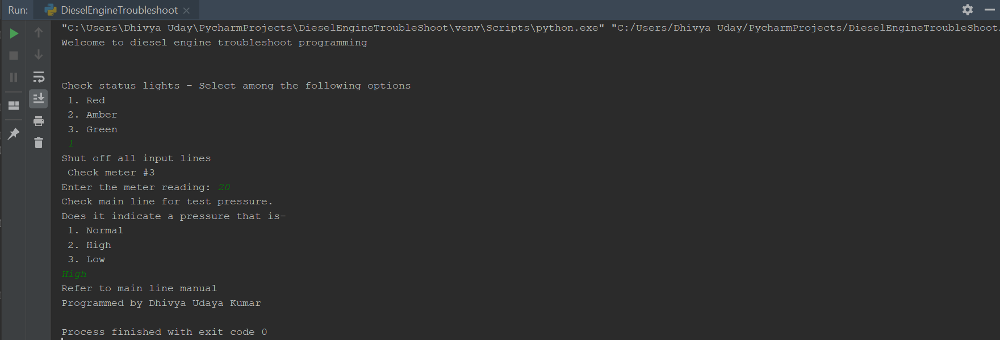 Run: DieselEngineTroubleshoot
"C:\Users\Dhivya Uday\PycharmProjects\DieselEngineTroubleShoot\venv\Scripts\python.exe" "C:/Users/Dhivya Uday/PycharmProjects/DieselEngineTroubleShoot
Welcome to diesel engine troubleshoot programming
Check status lights - Select among the following options
1. Red
2. Amber
3. Green
1
Shut off all input lines
Check meter #3
Enter the meter reading: 20
Check main line for test pressure.
Does it indicate a pressure that is-
1. Normal
2. High
3. Low
High
Refer to main line manual
Programmed by Dhivya Udaya Kumar
Process finished with exit code 0